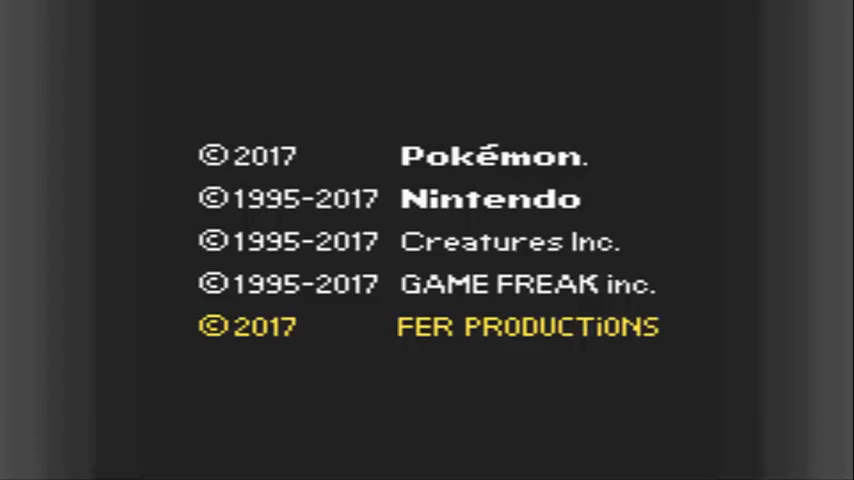 ©2017 Pokémon.
©1995-2017 Nintendo
©1995-2017 Creatures Inc.
©1995-2017 GAME FREAK inc.
©2017 FER PRODUCTiONS